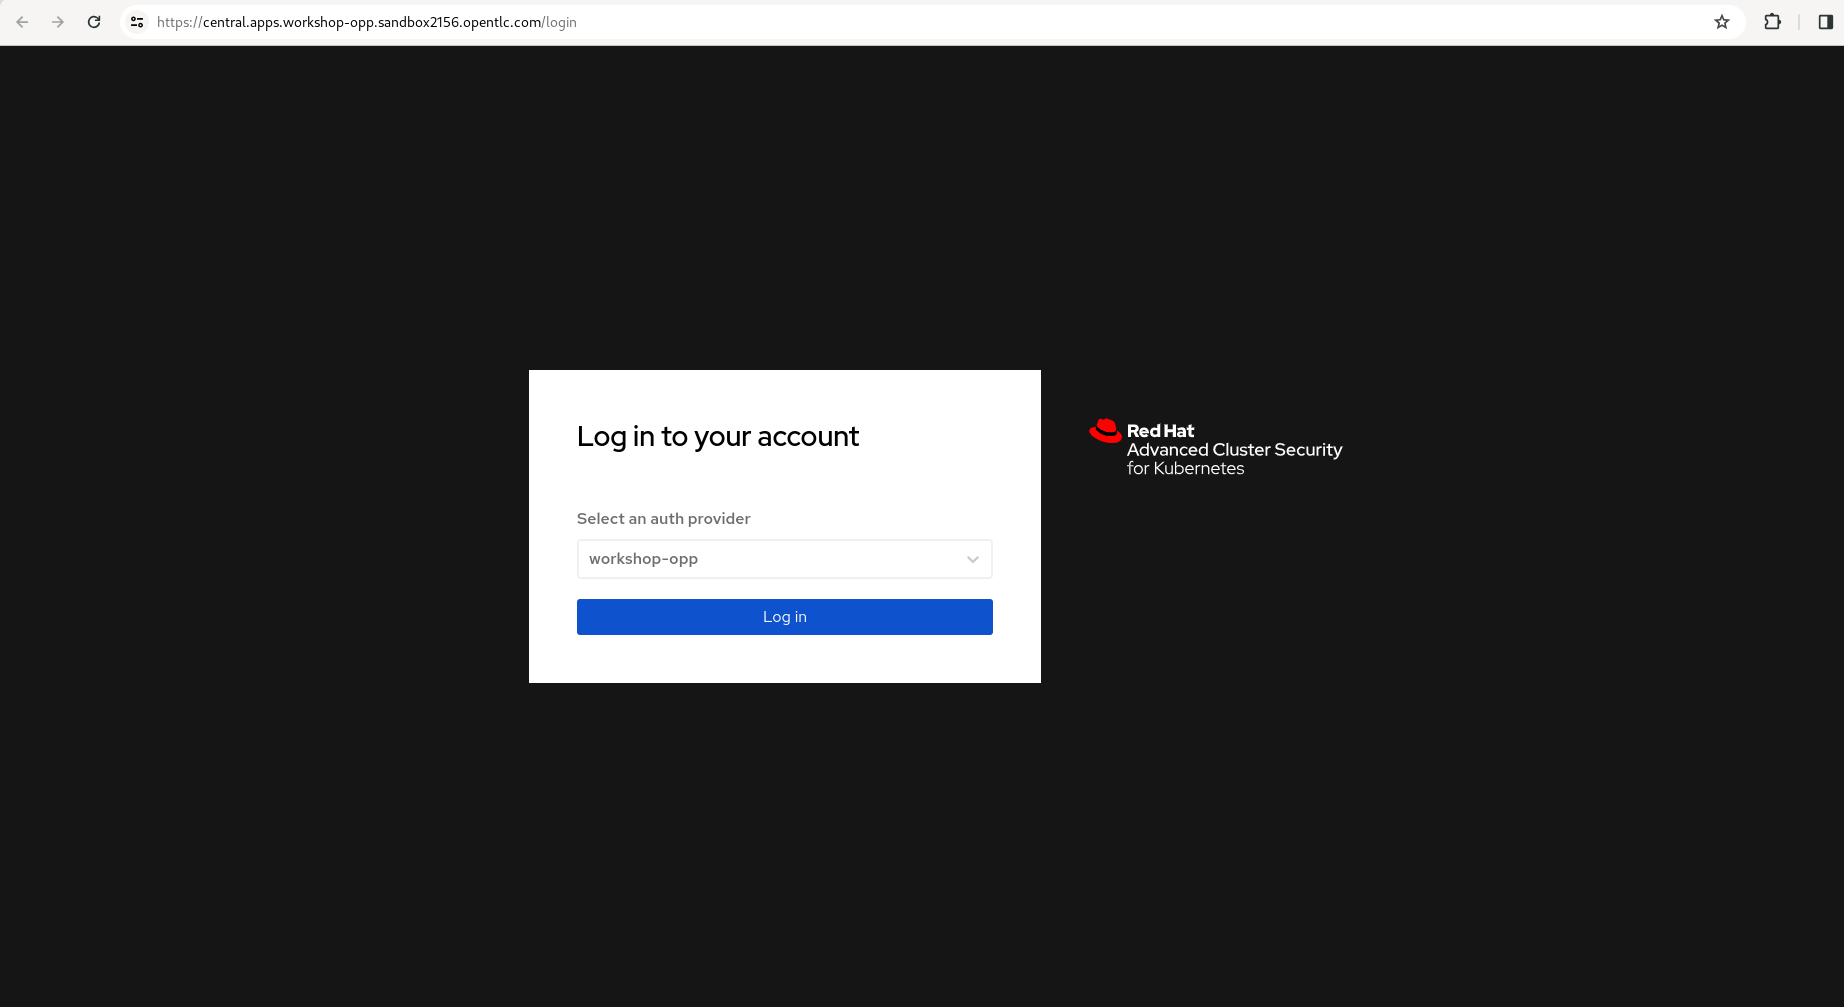 https://central.apps.workshop-opp.sandbox2156.opentlc.com/login
Log in to your account
Select an auth provider
workshop-opp
Log in
Red Hat
Advanced Cluster Security
for Kubernetes